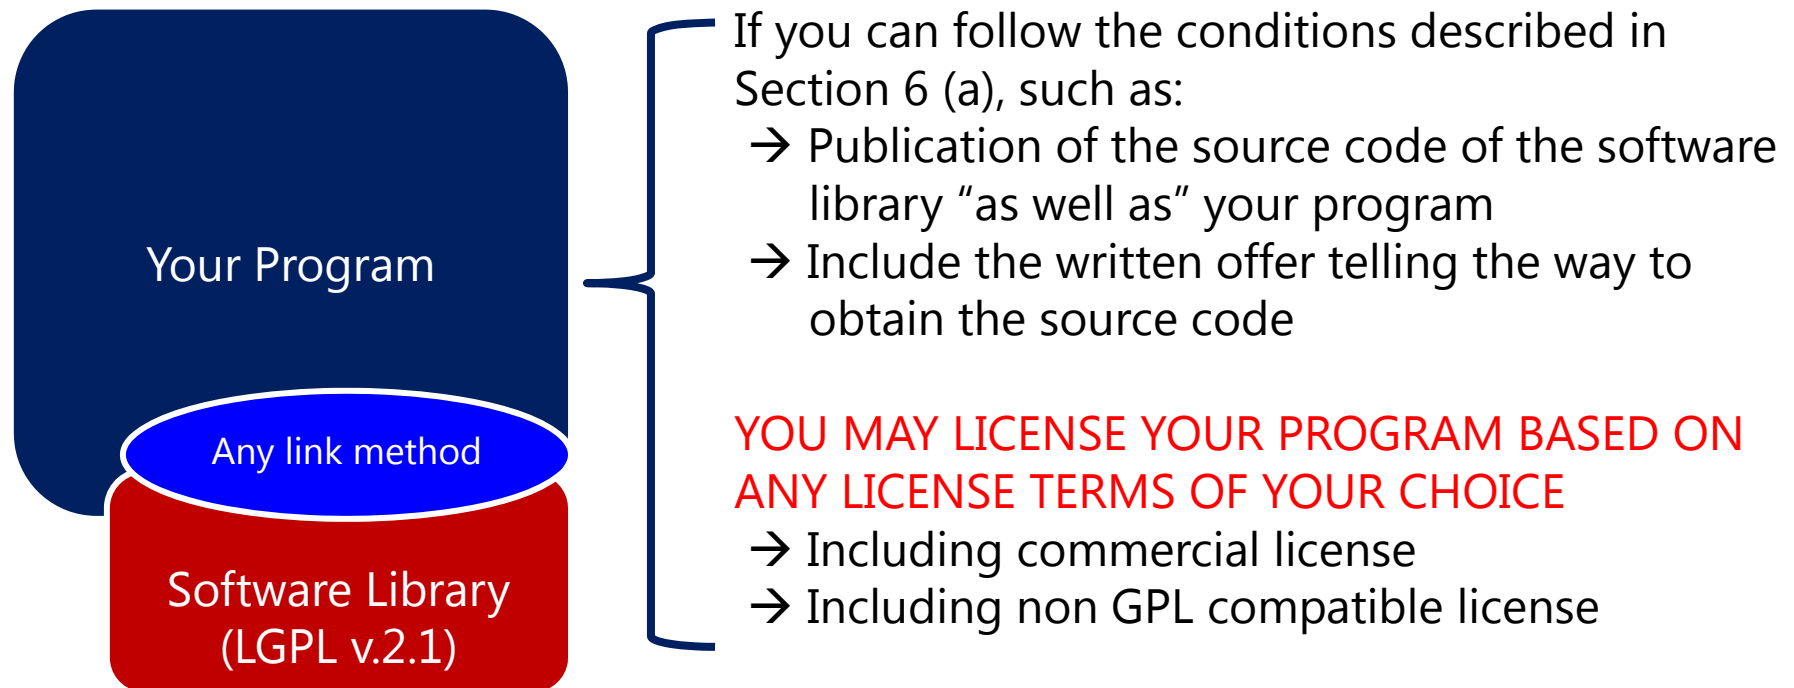 Your Program
Any link method
Software Library
(LGPL v.2.1)
If you can follow the conditions described in
Section 6 (a), such as:
→ Publication of the source code of the software
library “as well as” your program
→ Include the written offer telling the way to
obtain the source code
YOU MAY LICENSE YOUR PROGRAM BASED ON
ANY LICENSE TERMS OF YOUR CHOICE
→ Including commercial license
→ Including non GPL compatible license